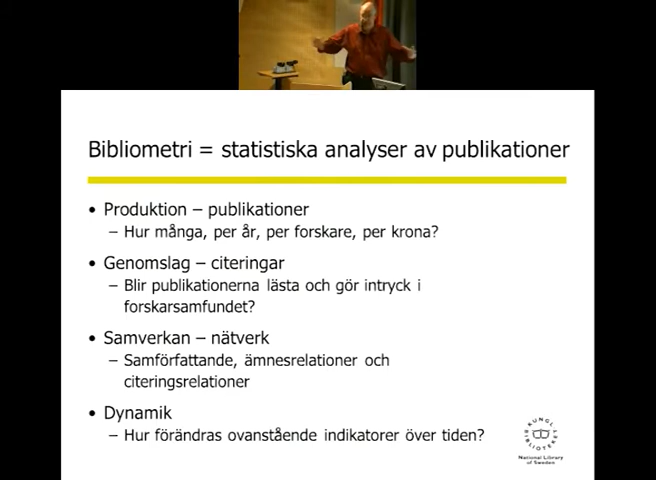 Bibliometri = statistiska analyser av publikationer
• Produktion – publikationer
– Hur många, per år, per forskare, per krona?
• Genomslag – citeringar
– Blir publikationerna lästa och gör intryck i
forskarsamfundet?
• Samverkan – nätverk
– Samförfattande, ämnesrelationer och
citeringsrelationer
• Dynamik
– Hur förändras ovanstående indikatorer över tiden?
KUNGL.
BIBLIOTEKET
National Library
of Sweden